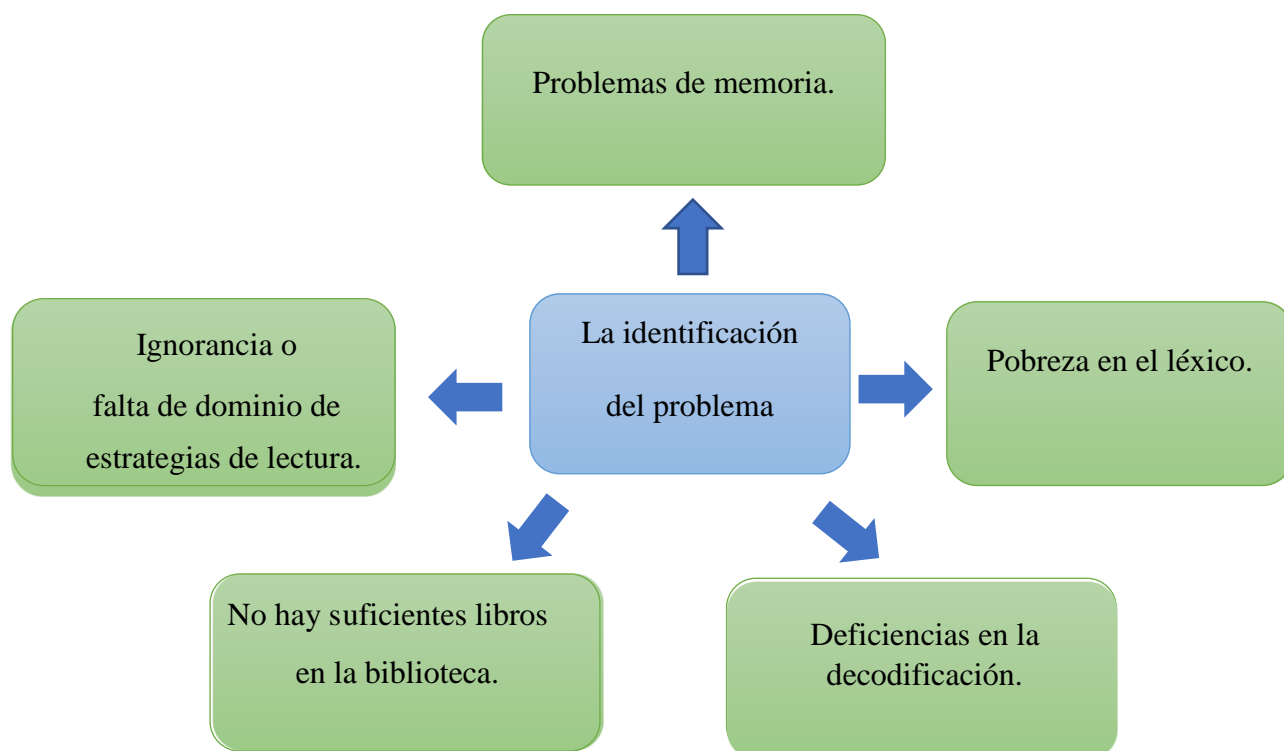 Problemas de memoria.
Ignorancia o
falta de dominio de
estrategias de lectura.
La identificación
del problema
Pobreza en el léxico.
No hay suficientes libros
en la biblioteca.
Deficiencias en la
decodificación.